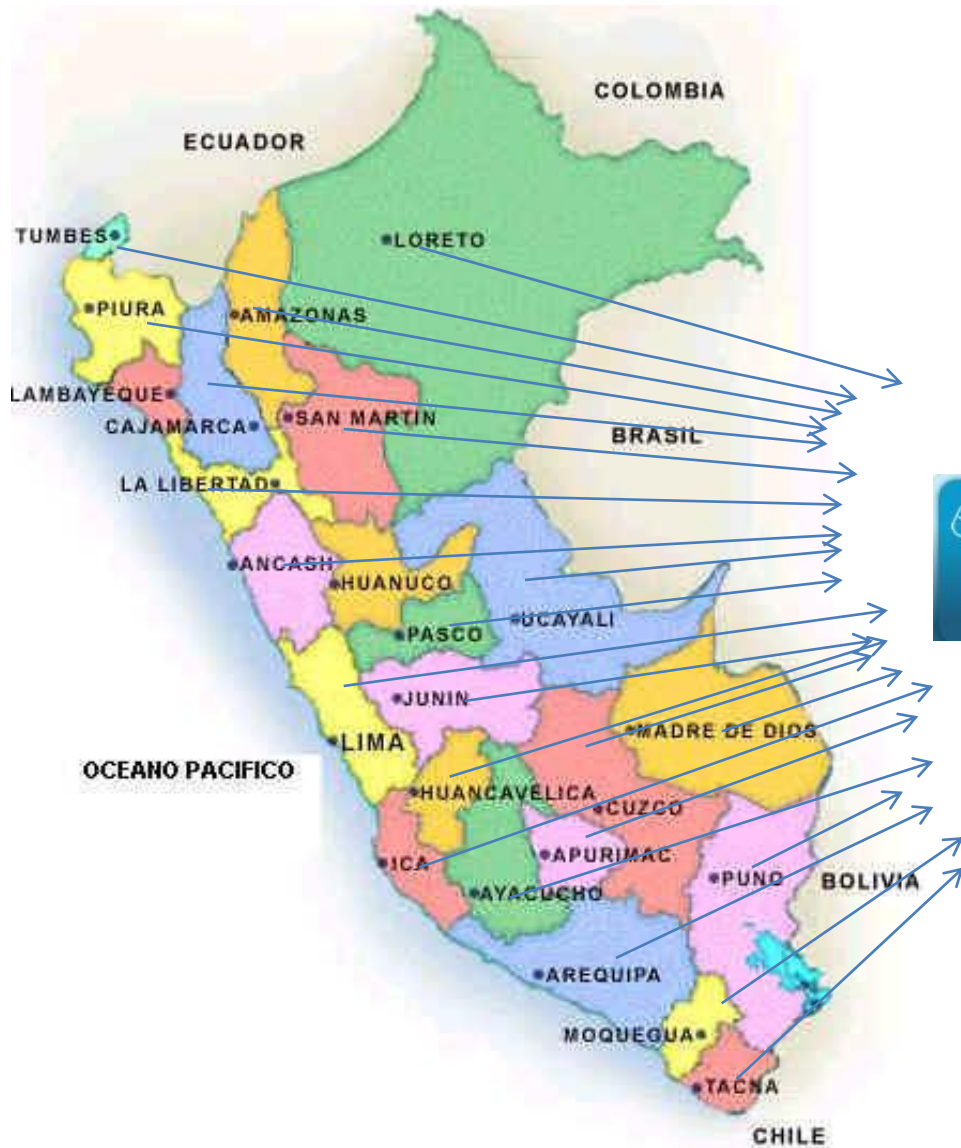 COLOMBIA
ECUADOR
TUMBES
LORETO
PIURA
AMAZONAS
LAMBAYEQUE
SAN MARTIN
CAJAMARCA
BRASIL
LA LIBERTAD
ANCASH
HUANUCO
UCAYALI
PASCO
JUNIN
MADRE DE DIOS
LIMA
OCEANO PACIFICO
HUANCAVELICA
CUZCO
APURIMAC
ICA
PUNO
BOLIVIA
AYACUCHO
AREQUIPA
MOQUEGUA
TACNA
CHILE